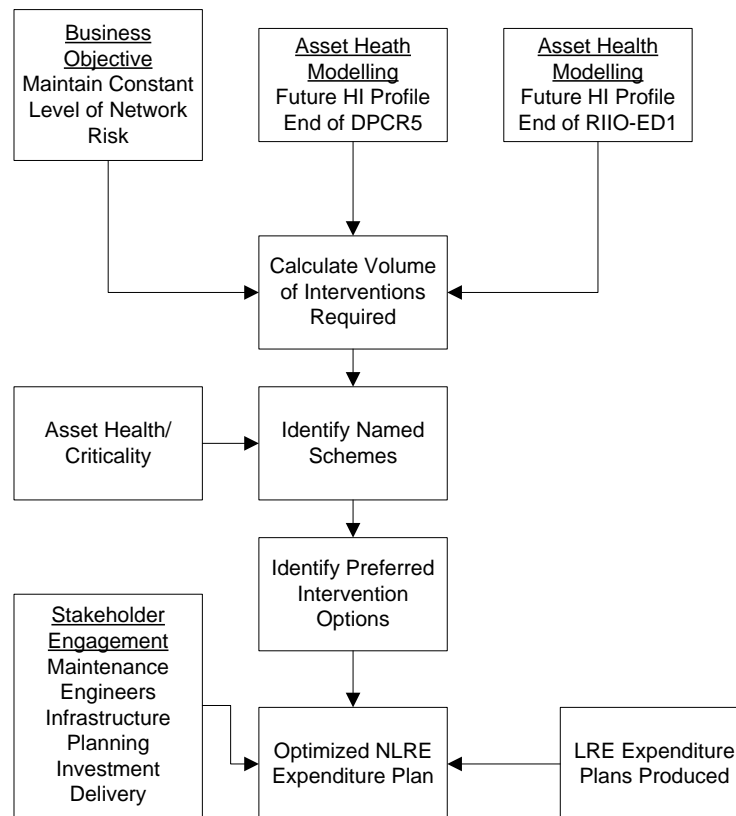 Business
Objective
Maintain Constant
Level of Network
Risk
Asset Heath
Modelling
Future HI Profile
End of DPCR5
Asset Health
Modelling
Future HI Profile
End of RIIO-ED1
Calculate Volume
of Interventions
Required
Asset Health/
Criticality
Identify Named
Schemes
Identify Preferred
Intervention
Options
Stakeholder
Engagement
Maintenance
Engineers
Infrastructure
Planning
Investment
Delivery
Optimized NLRE
Expenditure Plan
LRE Expenditure
Plans Produced